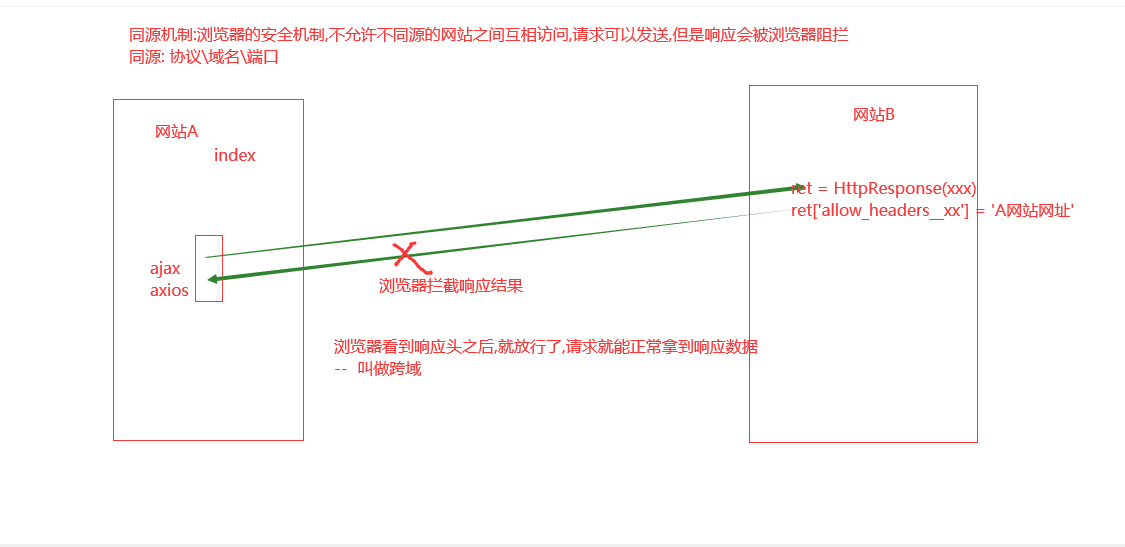 同源机制:浏览器的安全机制,不允许不同源的网站之间互相访问,请求可以发送,但是响应会被浏览器阻拦
同源: 协议\域名\端口
网站A
index
网站B
ret = HttpResponse(xxx)
ret['allow_headers__xx'] = 'A网站网址'
ajax
axios
浏览器拦截响应结果
浏览器看到响应头之后,就放行了,请求就能正常拿到响应数据
-- 叫做跨域